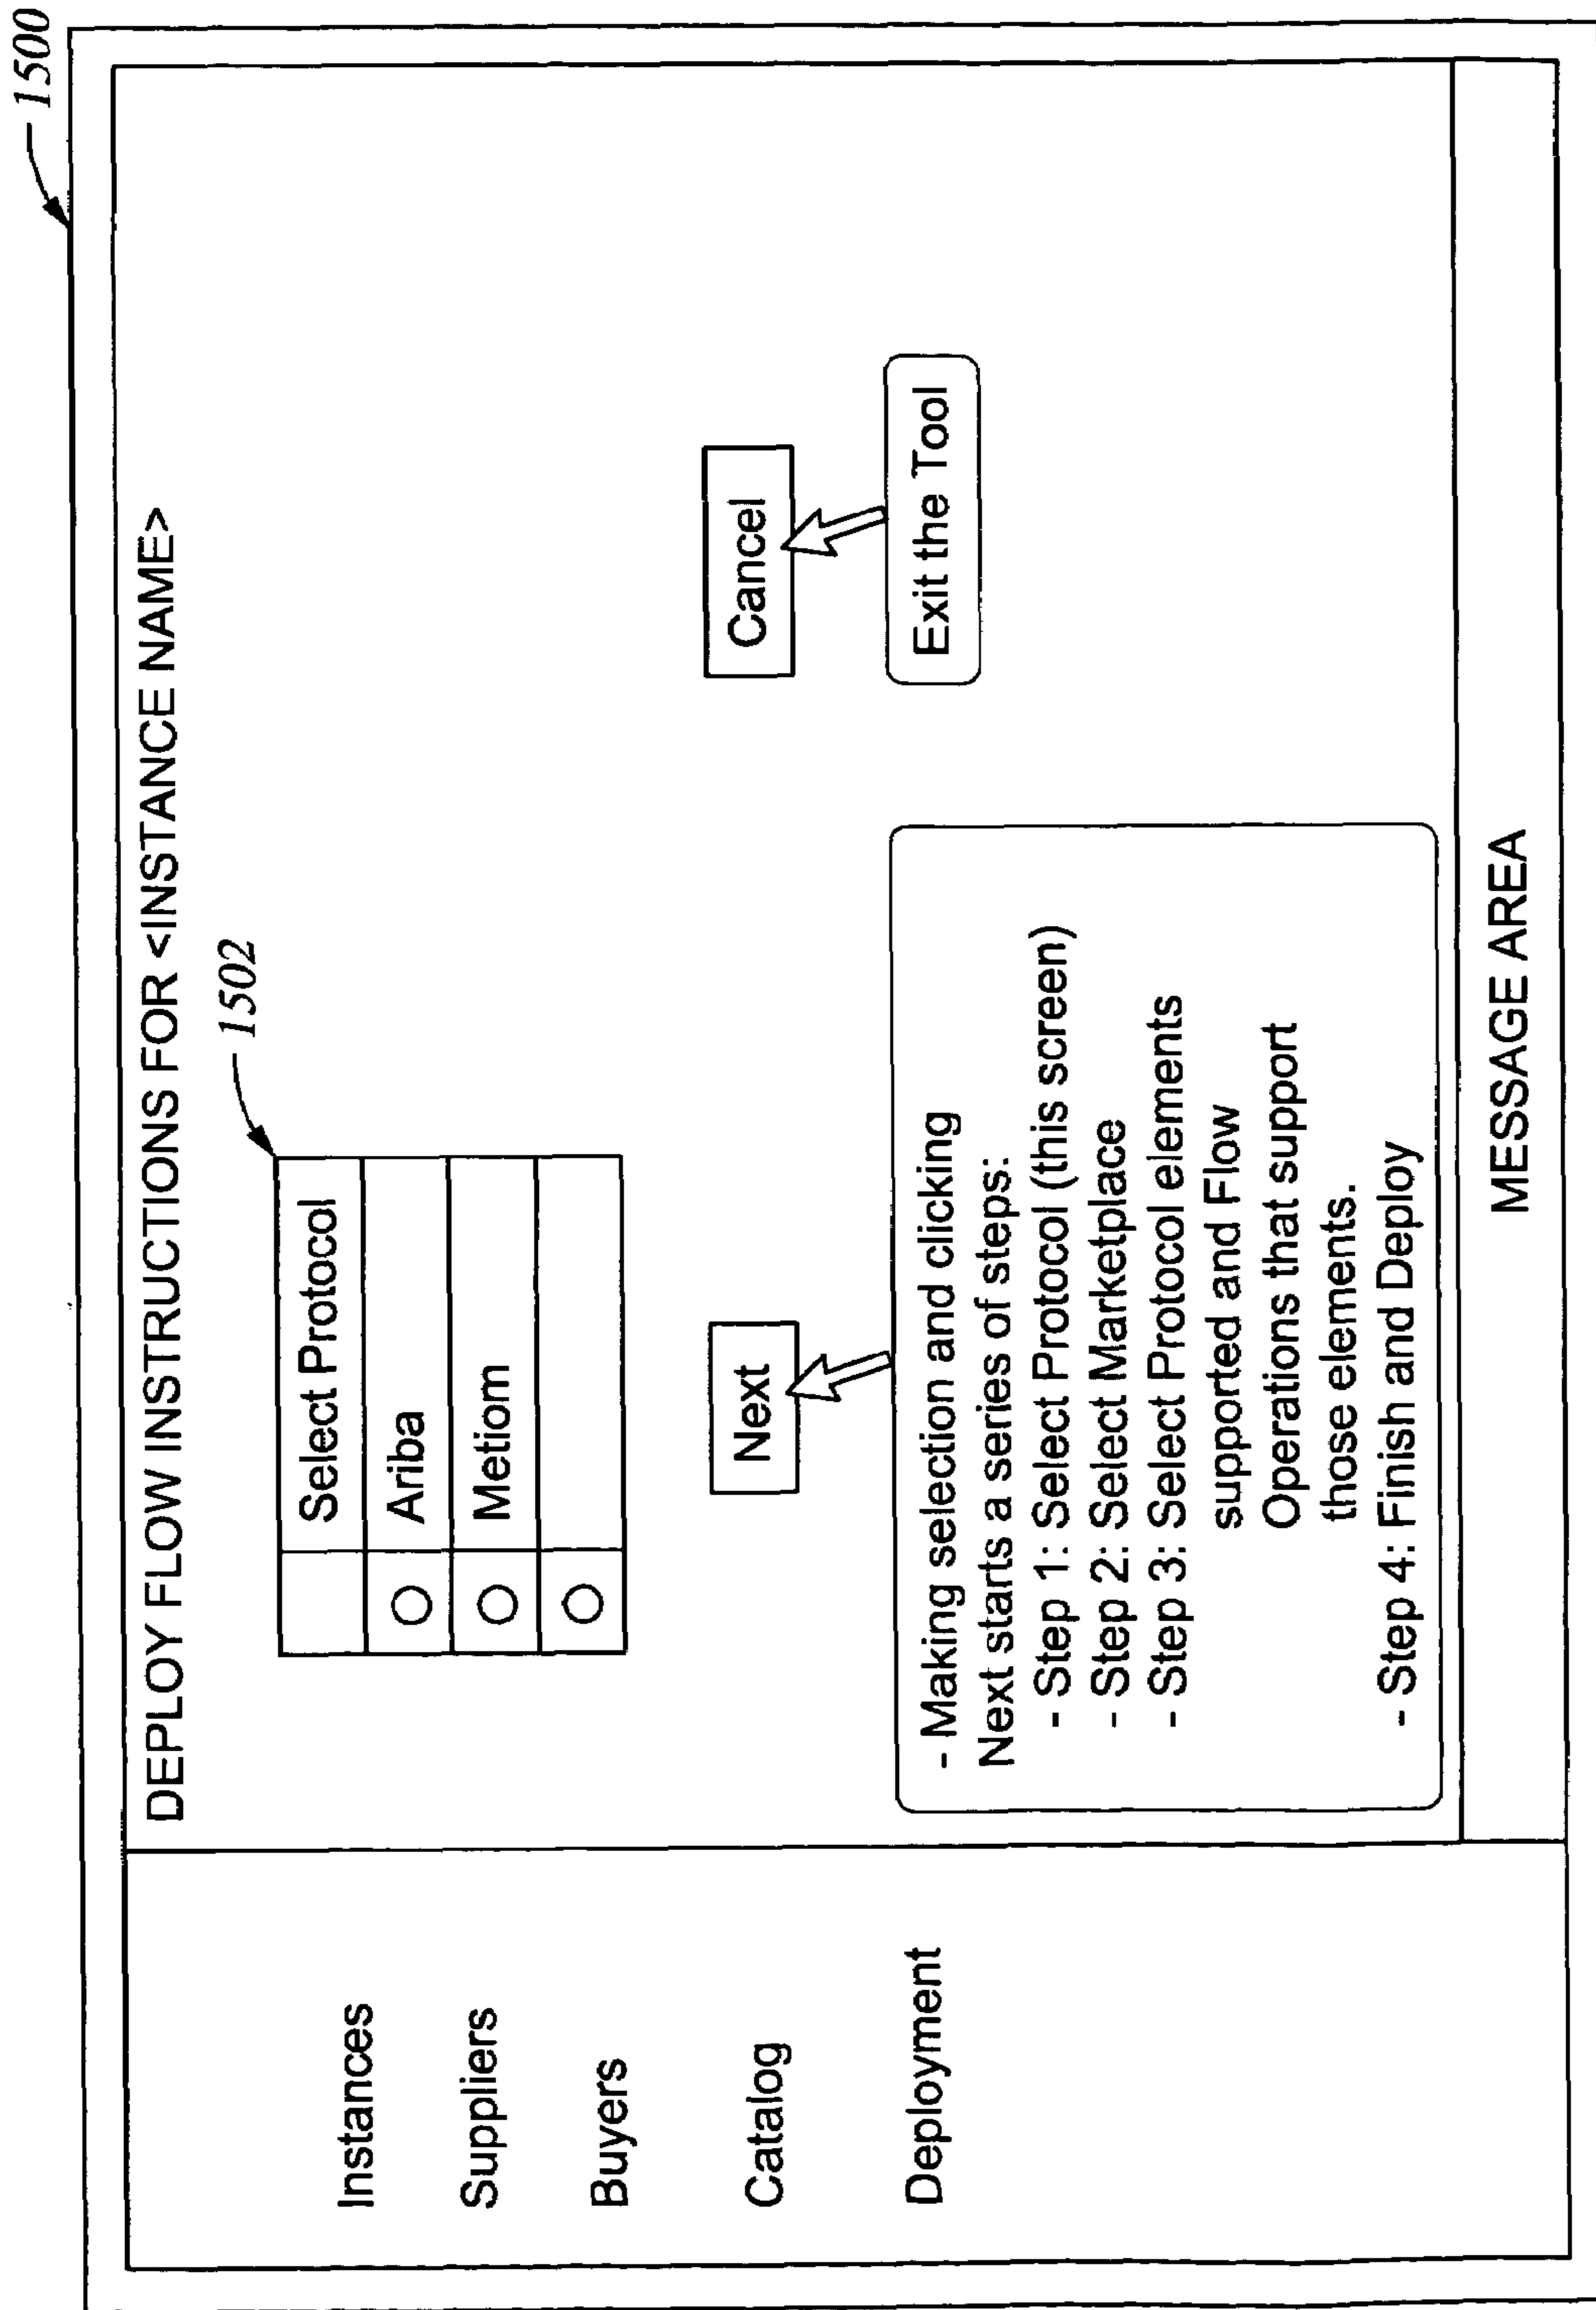 1500
DEPLOY FLOW INSTRUCTIONS FOR <INSTANCE NAME>
Instances
Suppliers
Buyers
Catalog
Deployment
1502
Select Protocol
Ariba
Metiom
Next
Cancel
- Making selection and clicking
Next starts a series of steps:
- Step 1: Select Protocol (this screen)
- Step 2: Select Marketplace
- Step 3: Select Protocol elements
supported and Flow
Operations that support
those elements.
- Step 4: Finish and Deploy
Exit the Tool
MESSAGE AREA